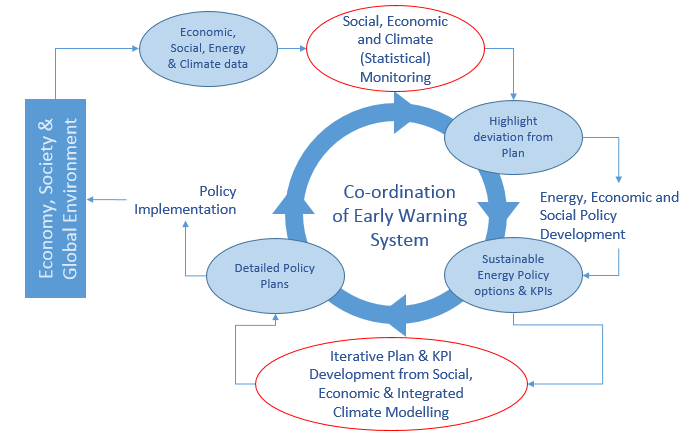 Economic,
Social, Energy
& Climate data
Social, Economic
and Climate
(Statistical)
Monitoring
Highlight
deviation from
Plan
Energy, Economic and
Social Policy
Development
Sustainable
Energy Policy
options & KPIs
Iterative Plan & KPI
Development from Social,
Economic & Integrated
Climate Modelling
Detailed Policy
Plans
Policy
Implementation
Economy, Society &
Global Environment
Co-ordination
of Early Warning
System